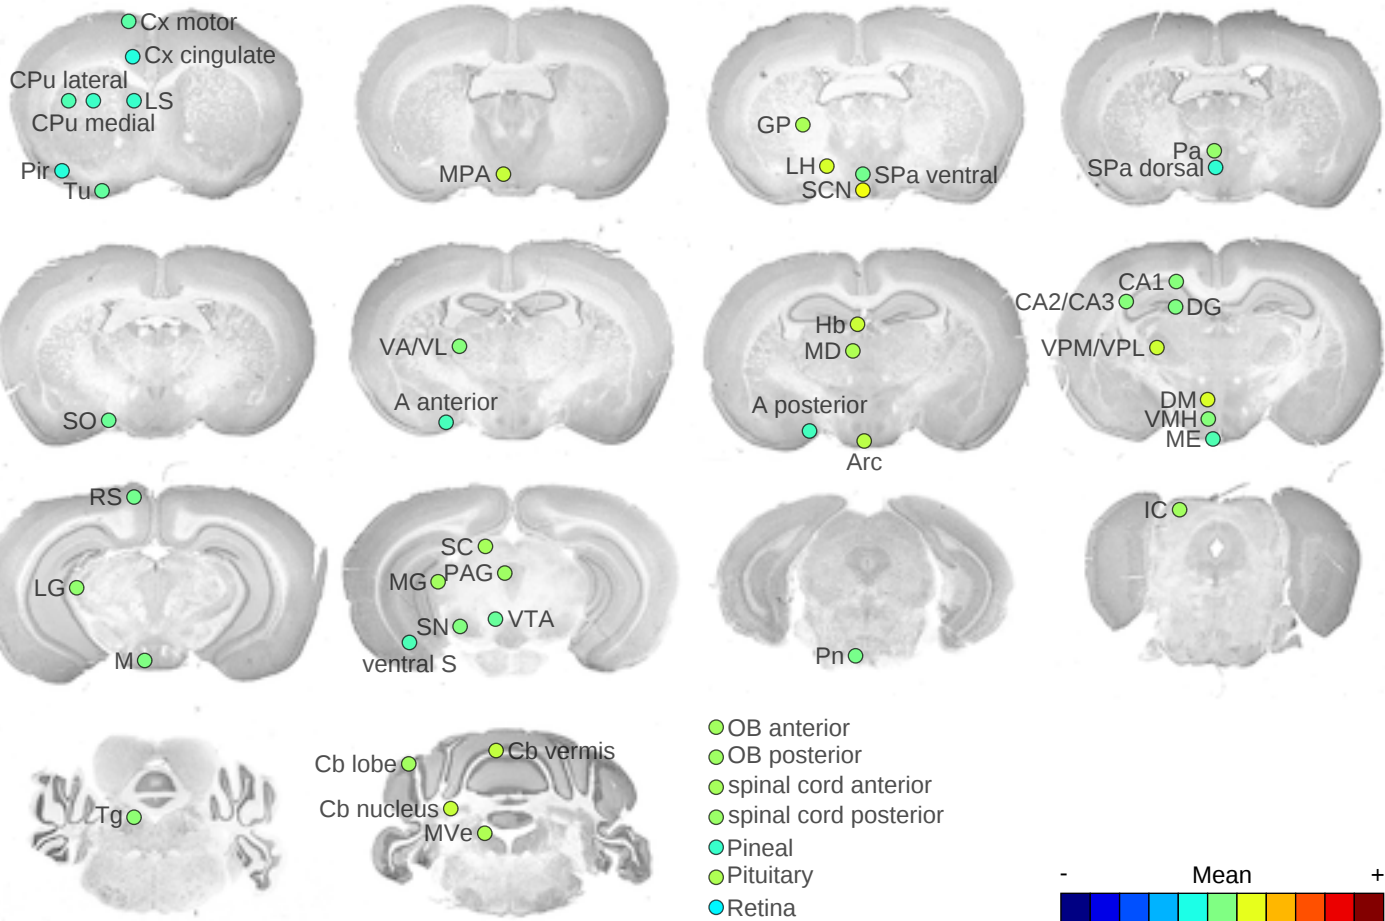 Cx motor
Cx cingulate
CPu lateral
LS
CPu medial
Pir
Tu
MPA
GP
LH
SPa ventral
SCN
Pa
SPa dorsal
SO
VA/VL
A anterior
Hb
MD
A posterior
Arc
CA1
CA2/CA3
DG
VPM/VPL
DM
VMH
ME
RS
LG
M
SC
PAG
MG
SN
VTA
ventral S
Pn
IC
Tg
Cb lobe
Cb vermis
Cb nucleus
MVe
OB anterior
OB posterior
spinal cord anterior
spinal cord posterior
Pineal
Pituitary
Retina
- Mean +